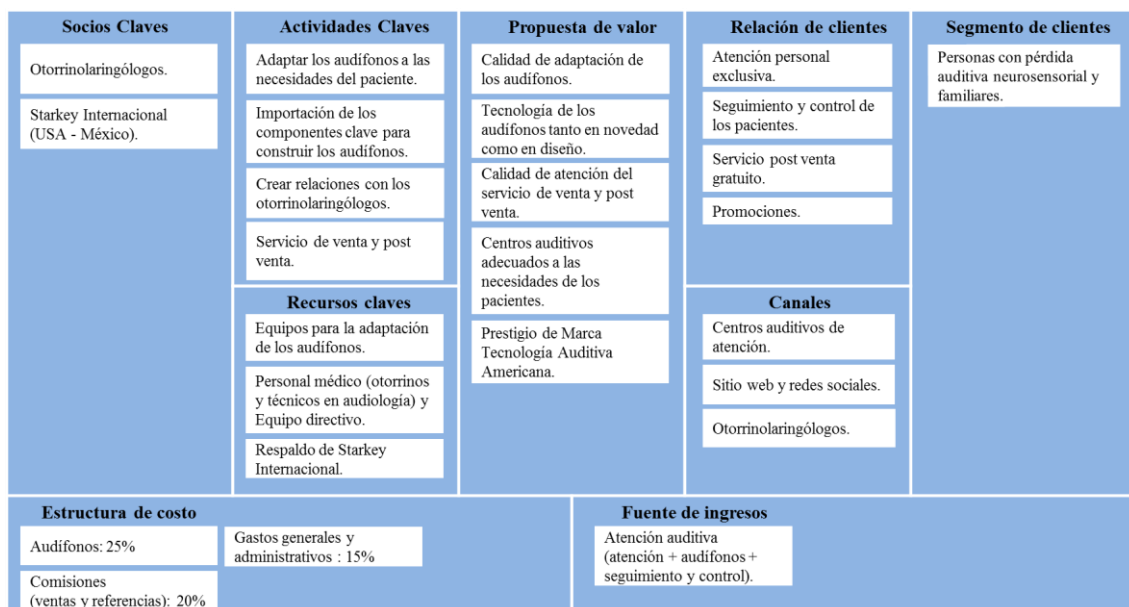 Socios Claves
Otorrinolaringólogos.
Starkey Internacional
(USA - México).
Actividades Claves
Adaptar los audífonos a las
necesidades del paciente.
Importación de los
componentes clave para
construir los audífonos.
Crear relaciones con los
otorrinolaringólogos.
Servicio de venta y post
venta.
Recursos claves
Equipos para la adaptación
de los audífonos.
Personal médico (otorrinos
y técnicos en audiología) y
Equipo directivo.
Respaldo de Starkey
Internacional.
Propuesta de valor
Calidad de adaptación de
los audífonos.
Tecnología de los
audífonos tanto en novedad
como en diseño.
Calidad de atención del
servicio de venta y post
venta.
Centros auditivos
adecuados a las
necesidades de los
pacientes.
Prestigio de Marca
Tecnología Auditiva
Americana.
Relación de clientes
Atención personal
exclusiva.
Seguimiento y control de
los pacientes.
Servicio post venta
gratuito.
Promociones.
Canales
Centros auditivos de
atención.
Sitio web y redes sociales.
Otorrinolaringólogos.
Segmento de clientes
Personas con pérdida
auditiva neurosensorial y
familiares.
Estructura de costo
Audífonos: 25%
Comisiones
(ventas y referencias): 20%
Gastos generales y
administrativos : 15%
Fuente de ingresos
Atención auditiva
(atención + audífonos +
seguimiento y control).